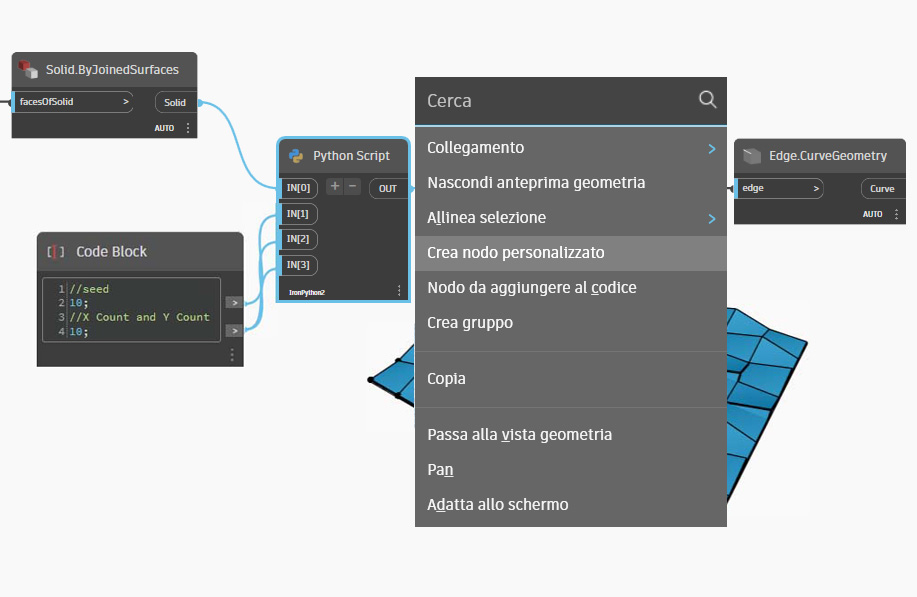 Solid.ByJoinedSurfaces
facesOfSolid >
Solid
AUTO
Python Script
IN[0] + - OUT
IN[1]
IN[2]
IN[3]
IronPython2
Code Block
1 //seed
2 10; >
3 //X Count and Y Count
4 10; >
Cerca
Collegamento >
Nascondi anteprima geometria
Allinea selezione >
Crea nodo personalizzato
Nodo da aggiungere al codice
Crea gruppo
Copia
Passa alla vista geometria
Pan
Adatta allo schermo
Edge.CurveGeometry
edge >
Curve
AUTO